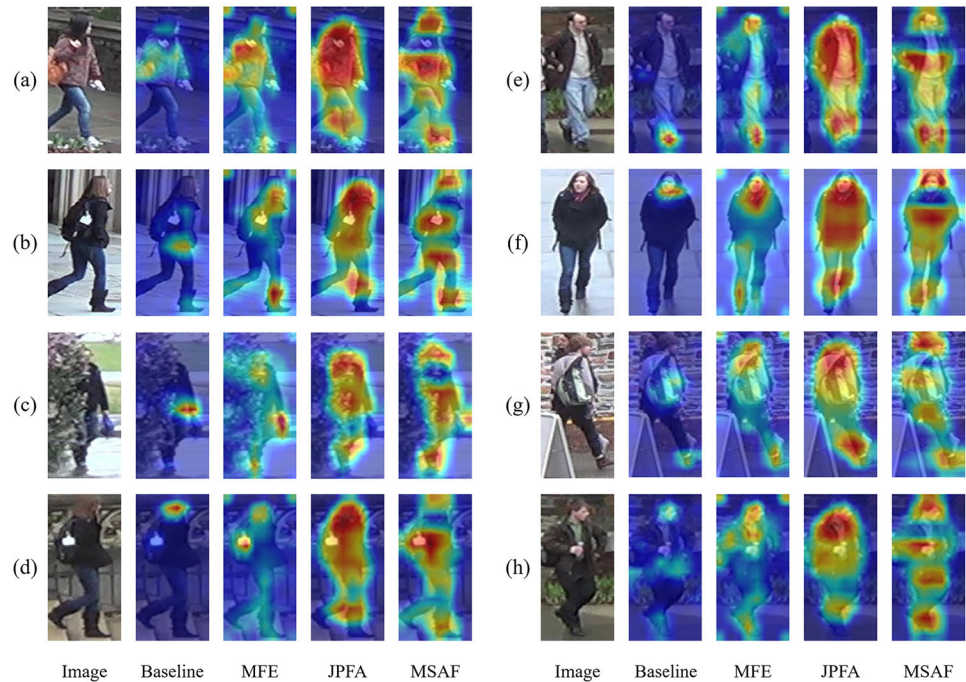 (a)
(e)
(b)
(f)
(c)
(g)
(d)
(h)
Image Baseline MFE JPFA MSAF Image Baseline MFE JPFA MSAF